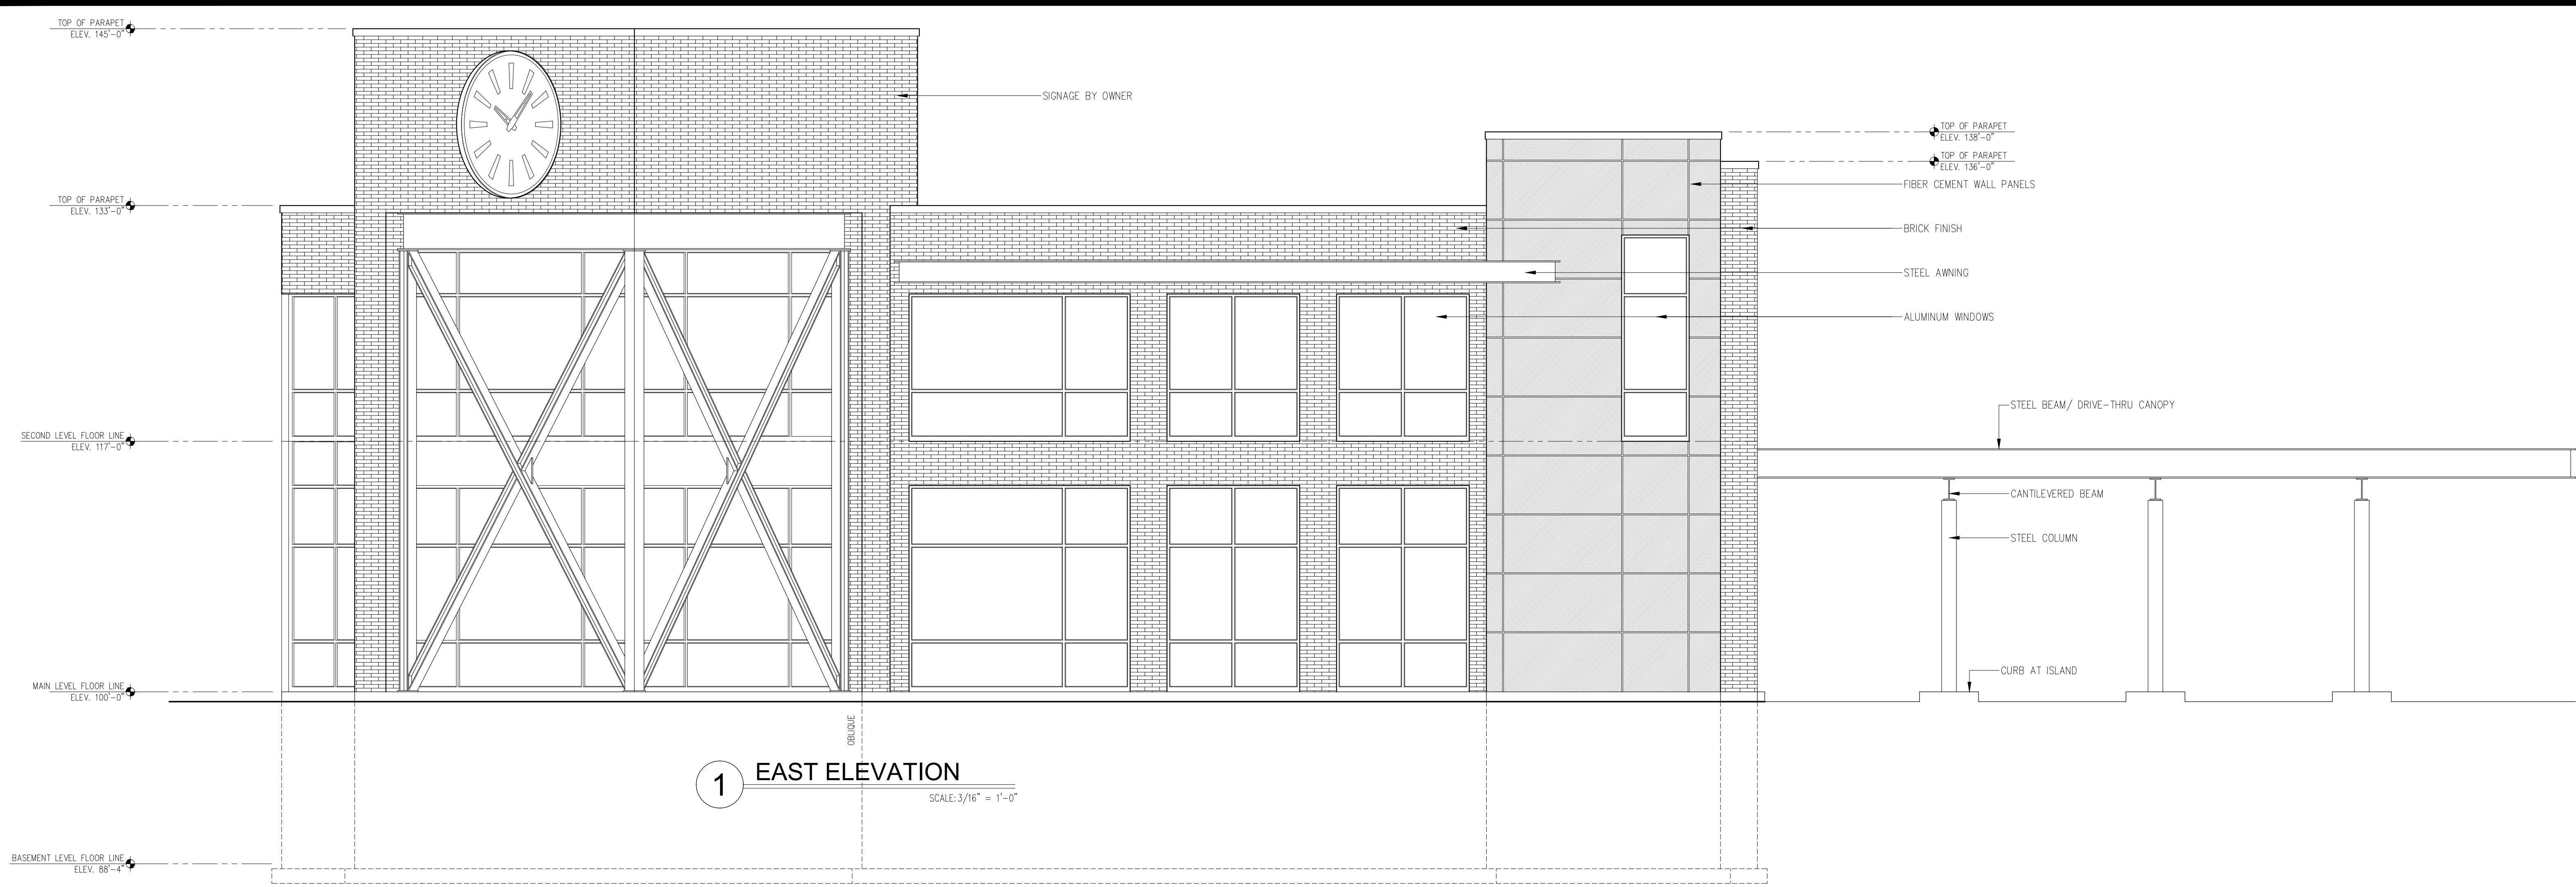 TOP OF PARAPET
ELEV. 145'-0"
SIGNAGE BY OWNER
TOP OF PARAPET
ELEV. 138'-0"
TOP OF PARAPET
ELEV. 136'-0"
FIBER CEMENT WALL PANELS
TOP OF PARAPET
ELEV. 133'-0"
BRICK FINISH
STEEL AWNING
ALUMINUM WINDOWS
STEEL BEAM/ DRIVE-THRU CANOPY
SECOND LEVEL FLOOR LINE
ELEV. 117'-0"
CANTILEVERED BEAM
STEEL COLUMN
CURB AT ISLAND
MAIN LEVEL FLOOR LINE
ELEV. 100'-0"
OBLIQUE
1 EAST ELEVATION
SCALE: 3/16" = 1'-0"
BASEMENT LEVEL FLOOR LINE
ELEV. 88'-4"